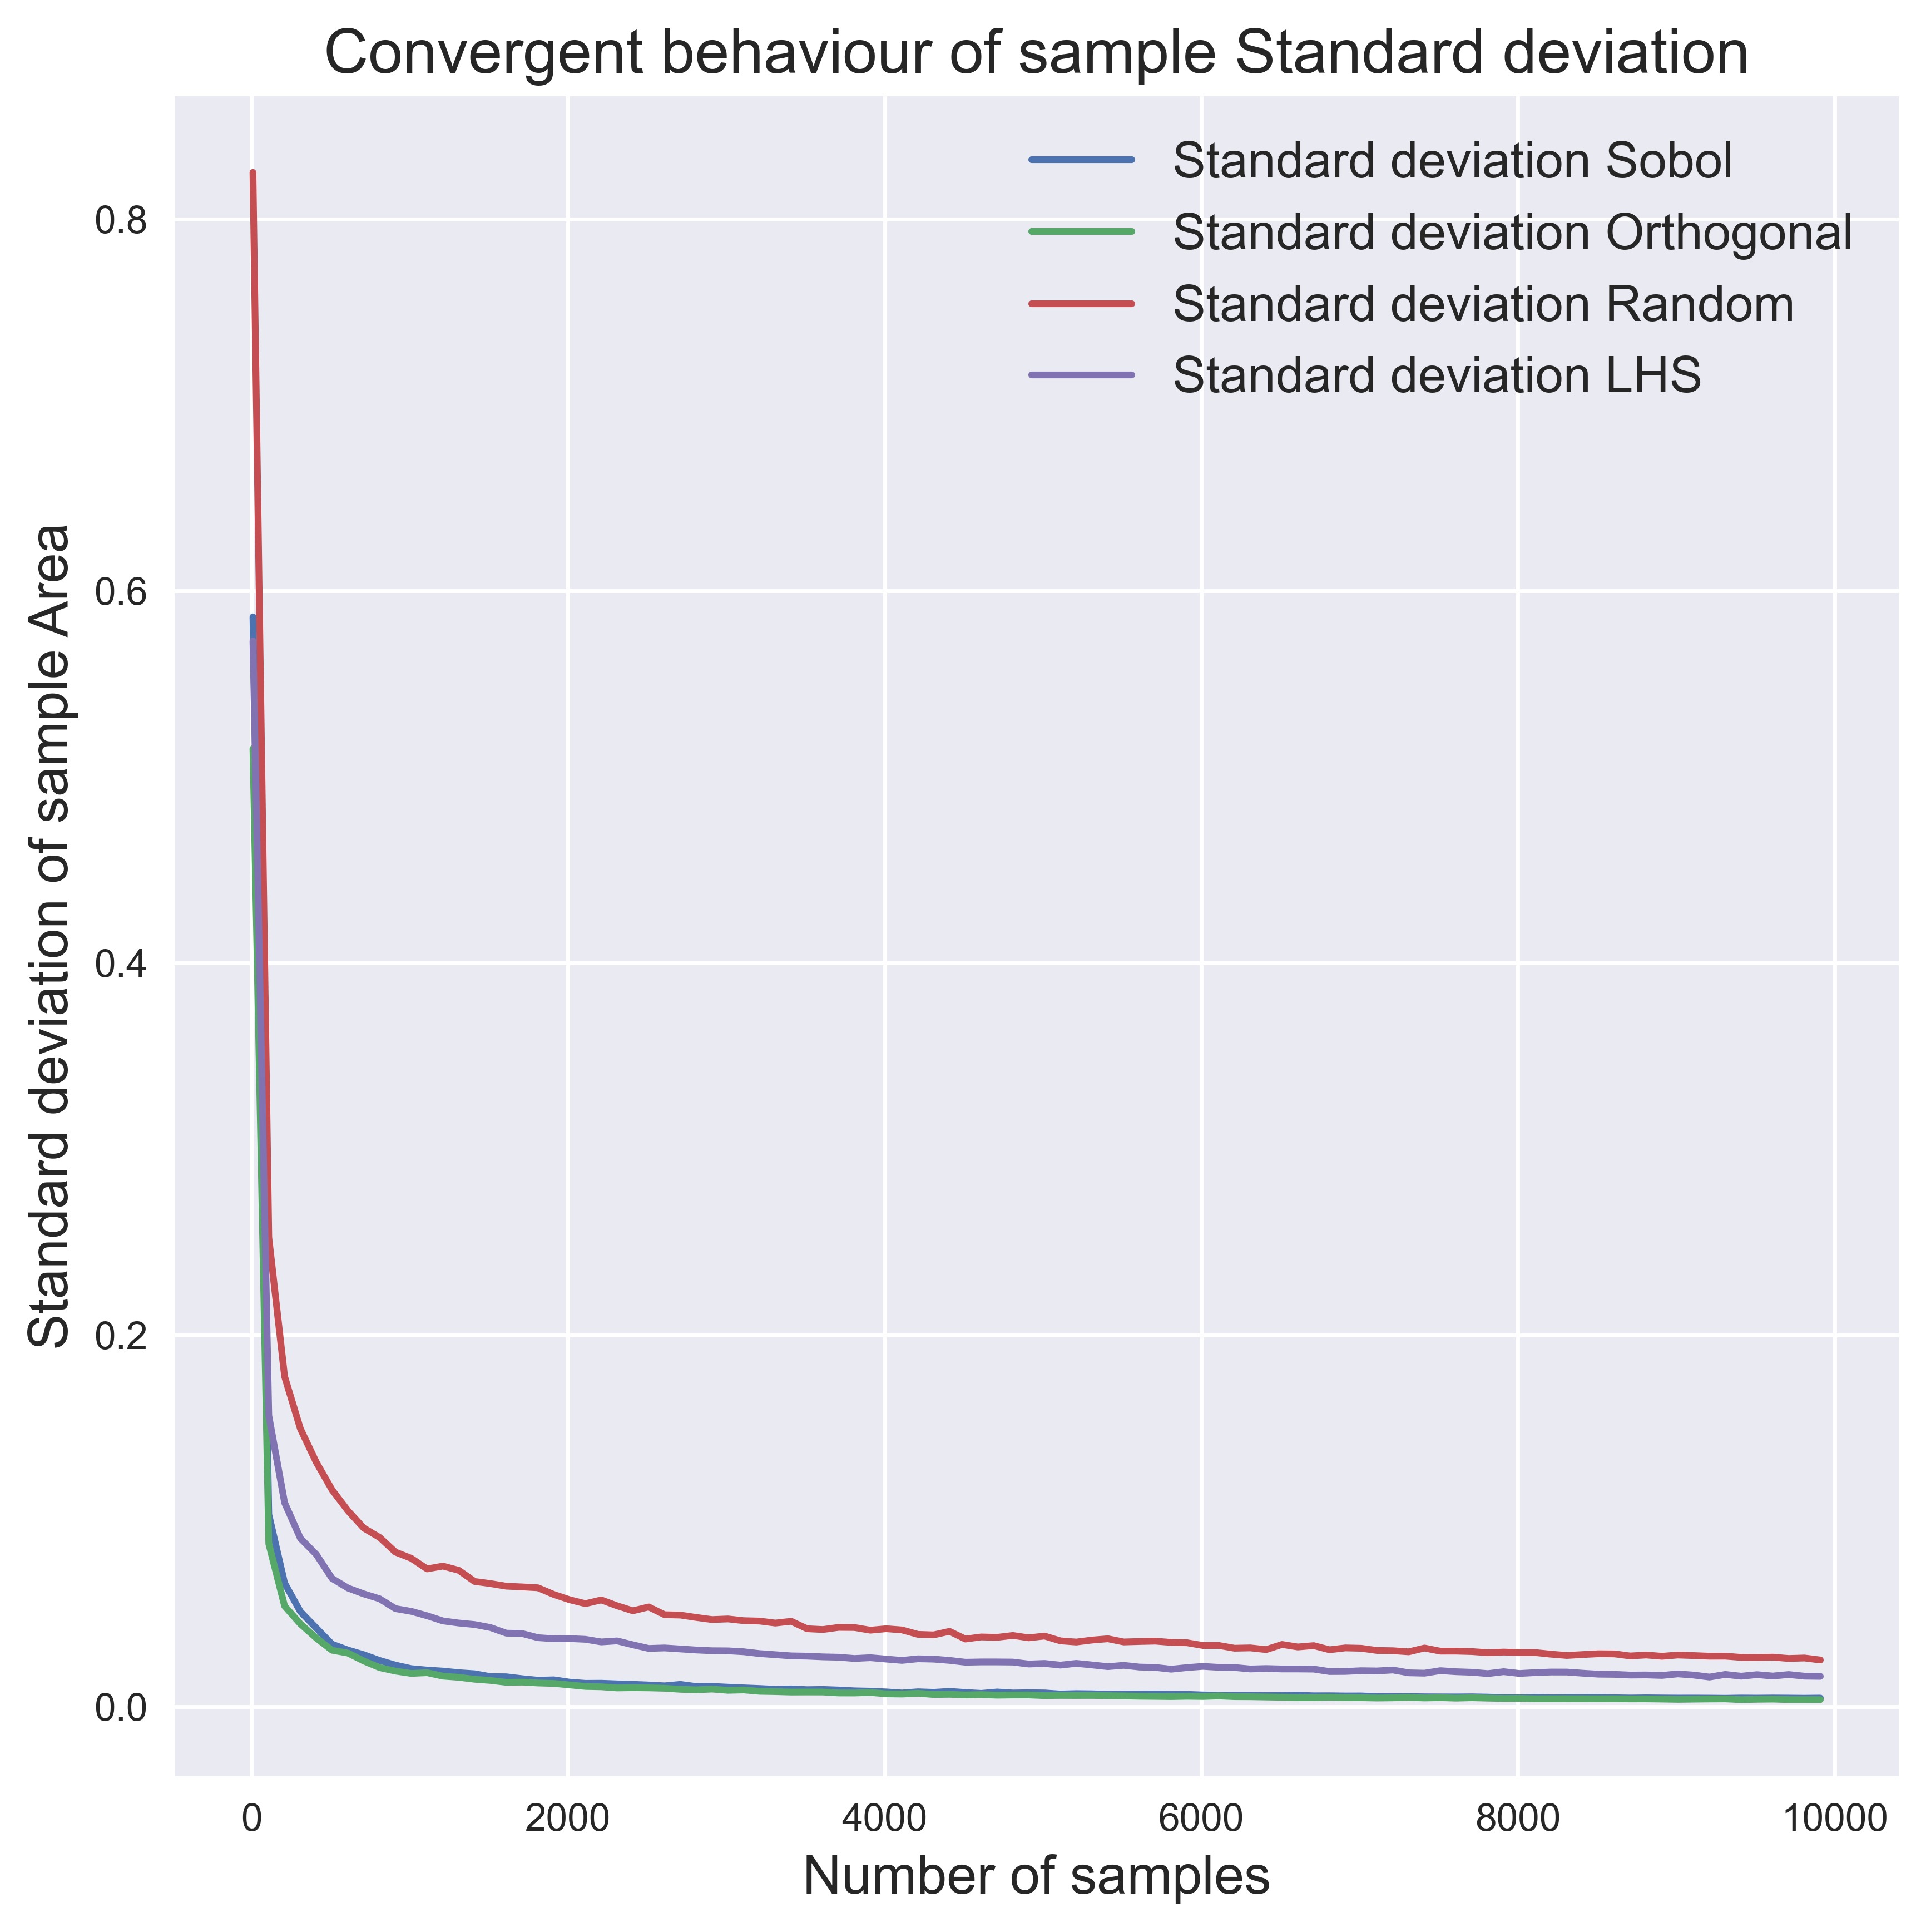 Convergent behaviour of sample Standard deviation
Standard deviation Sobol
Standard deviation Orthogonal
Standard deviation Random
Standard deviation LHS
Standard deviation of sample Area
0.8
0.6
0.4
0.2
0.0
0 2000 4000 6000 8000 10000
Number of samples